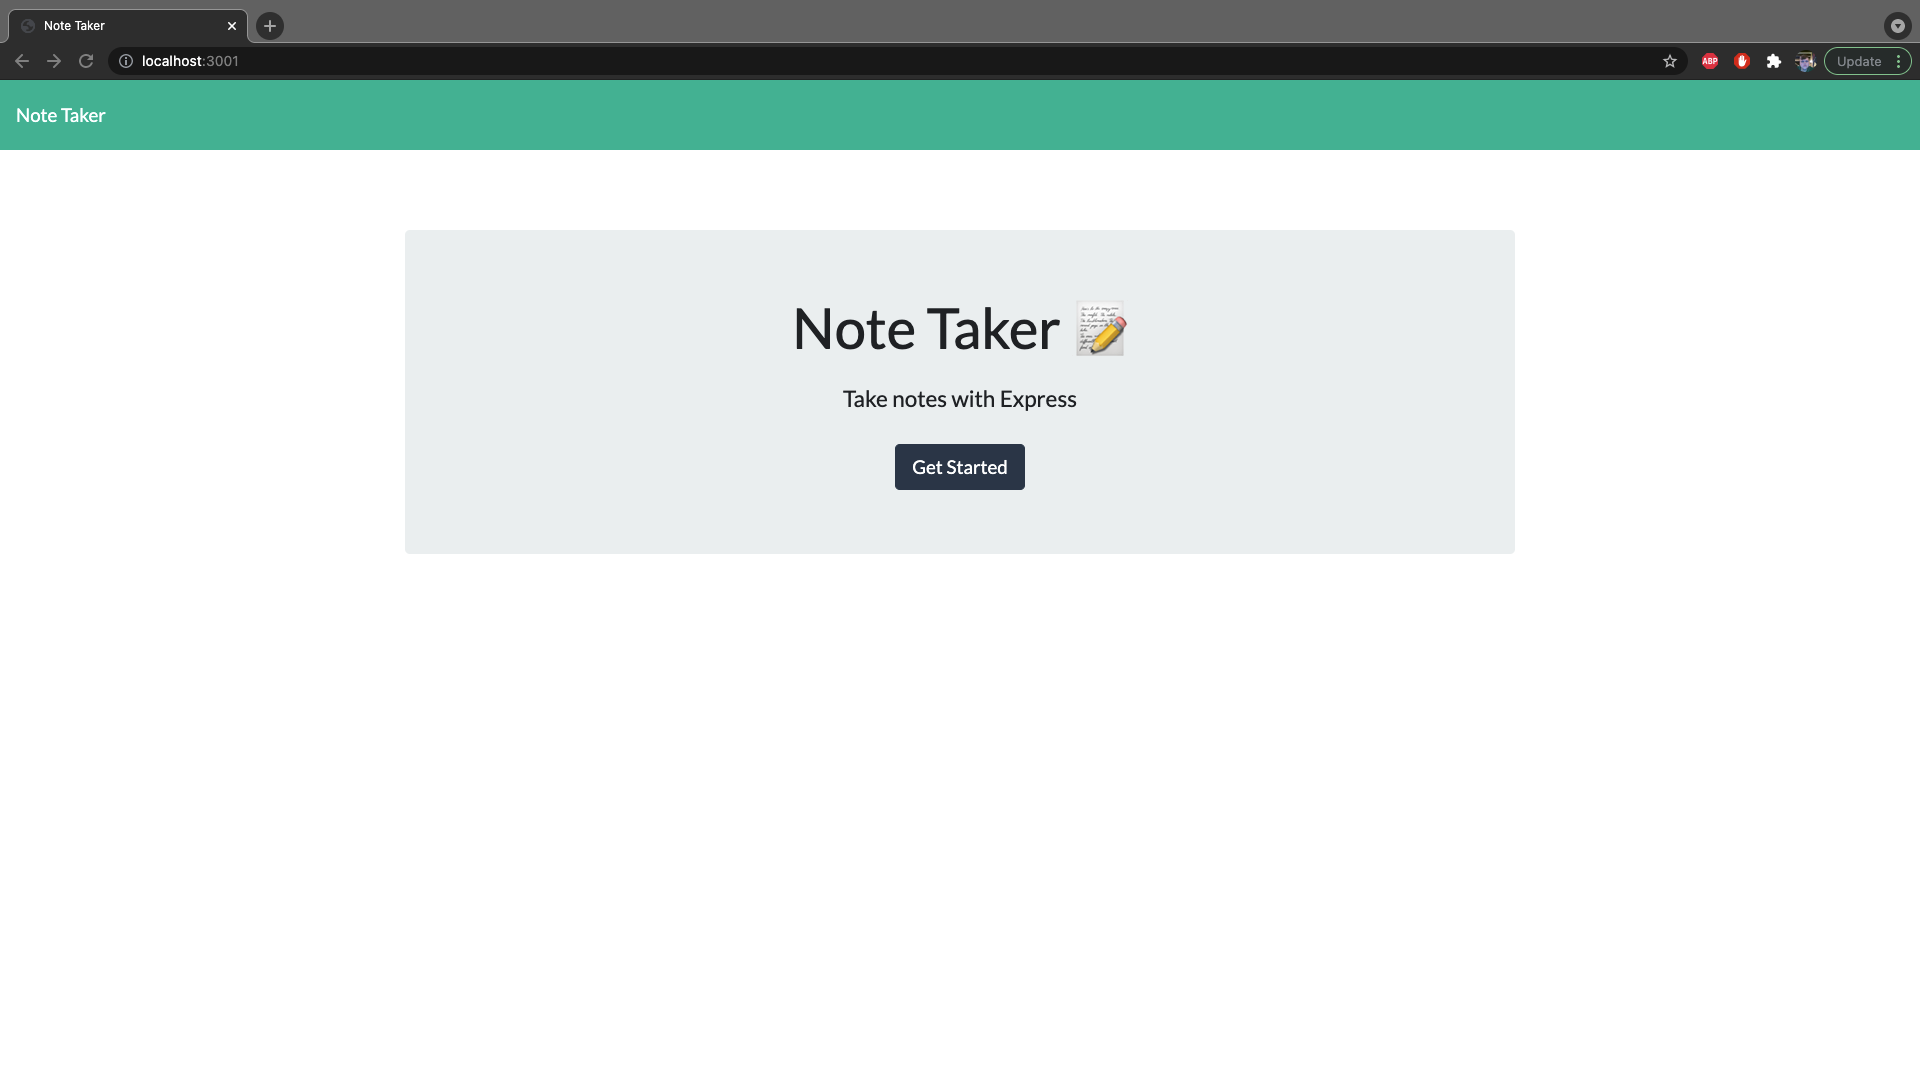 Note Taker
localhost:3001
ABP
Update
Note Taker
Note Taker
Take notes with Express
Get Started